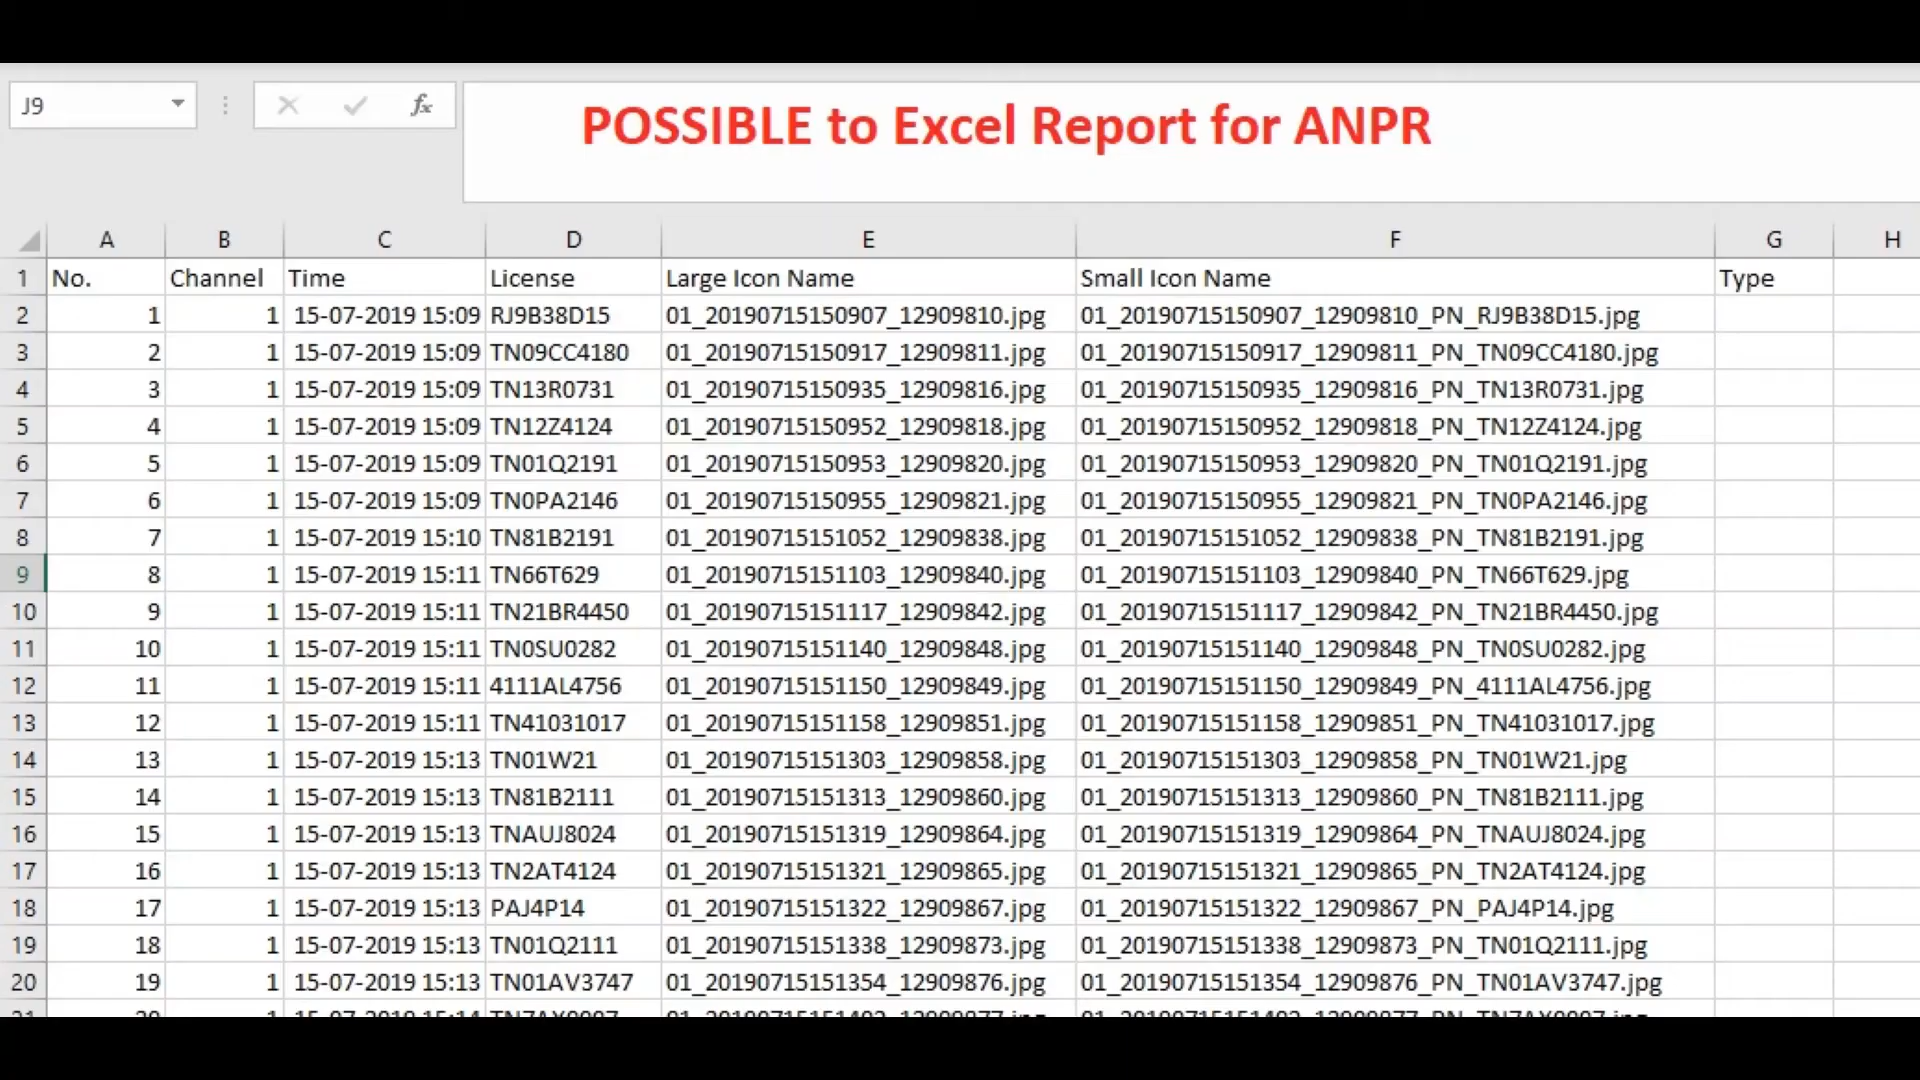 J9
fx
POSSIBLE to Excel Report for ANPR
A B C D E F G H
1 No. Channel Time License Large Icon Name Small Icon Name Type
2 1 1 15-07-2019 15:09 RJ9B38D15 01_20190715150907_12909810.jpg 01_20190715150907_12909810_PN_RJ9B38D15.jpg
3 2 1 15-07-2019 15:09 TN09CC4180 01_20190715150917_12909811.jpg 01_20190715150917_12909811_PN_TN09CC4180.jpg
4 3 1 15-07-2019 15:09 TN13R0731 01_20190715150935_12909816.jpg 01_20190715150935_12909816_PN_TN13R0731.jpg
5 4 1 15-07-2019 15:09 TN12Z4124 01_20190715150952_12909818.jpg 01_20190715150952_12909818_PN_TN12Z4124.jpg
6 5 1 15-07-2019 15:09 TN01Q2191 01_20190715150953_12909820.jpg 01_20190715150953_12909820_PN_TN01Q2191.jpg
7 6 1 15-07-2019 15:09 TN0PA2146 01_20190715150955_12909821.jpg 01_20190715150955_12909821_PN_TN0PA2146.jpg
8 7 1 15-07-2019 15:10 TN81B2191 01_20190715151052_12909838.jpg 01_20190715151052_12909838_PN_TN81B2191.jpg
9 8 1 15-07-2019 15:11 TN66T629 01_20190715151103_12909840.jpg 01_20190715151103_12909840_PN_TN66T629.jpg
10 9 1 15-07-2019 15:11 TN21BR4450 01_20190715151117_12909842.jpg 01_20190715151117_12909842_PN_TN21BR4450.jpg
11 10 1 15-07-2019 15:11 TN0SU0282 01_20190715151140_12909848.jpg 01_20190715151140_12909848_PN_TN0SU0282.jpg
12 11 1 15-07-2019 15:11 4111AL4756 01_20190715151150_12909849.jpg 01_20190715151150_12909849_PN_4111AL4756.jpg
13 12 1 15-07-2019 15:11 TN41031017 01_20190715151158_12909851.jpg 01_20190715151158_12909851_PN_TN41031017.jpg
14 13 1 15-07-2019 15:13 TN01W21 01_20190715151303_12909858.jpg 01_20190715151303_12909858_PN_TN01W21.jpg
15 14 1 15-07-2019 15:13 TN81B2111 01_20190715151313_12909860.jpg 01_20190715151313_12909860_PN_TN81B2111.jpg
16 15 1 15-07-2019 15:13 TNAUJ8024 01_20190715151319_12909864.jpg 01_20190715151319_12909864_PN_TNAUJ8024.jpg
17 16 1 15-07-2019 15:13 TN2AT4124 01_20190715151321_12909865.jpg 01_20190715151321_12909865_PN_TN2AT4124.jpg
18 17 1 15-07-2019 15:13 PAJ4P14 01_20190715151322_12909867.jpg 01_20190715151322_12909867_PN_PAJ4P14.jpg
19 18 1 15-07-2019 15:13 TN01Q2111 01_20190715151338_12909873.jpg 01_20190715151338_12909873_PN_TN01Q2111.jpg
20 19 1 15-07-2019 15:13 TN01AV3747 01_20190715151354_12909876.jpg 01_20190715151354_12909876_PN_TN01AV3747.jpg